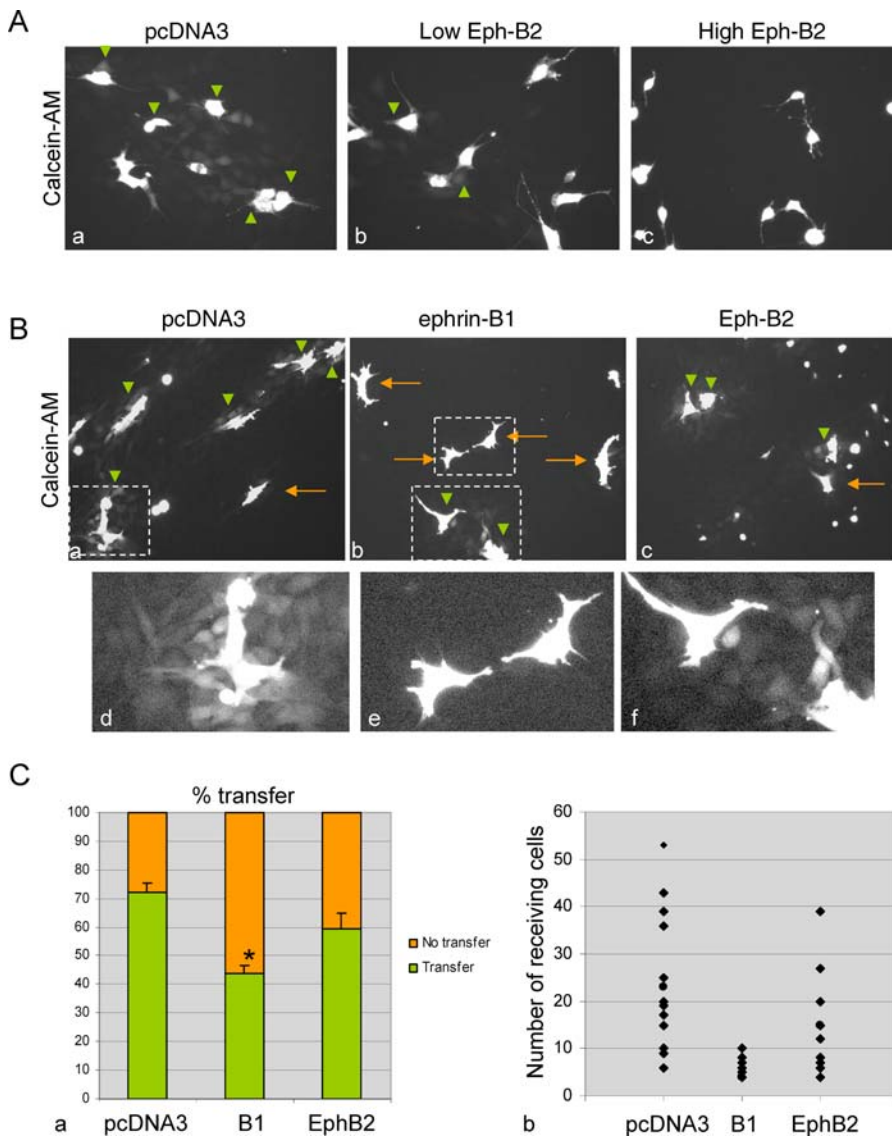 A
pcDNA3
Low Eph-B2
High Eph-B2
Calcein-AM
a
b
c
B
pcDNA3
ephrin-B1
Eph-B2
Calcein-AM
a
b
c
d
e
f
C
% transfer
100
90
80
70
60
50
40
30
20
10
0
*
pcDNA3
B1
EphB2
a
No transfer
Transfer
Number of receiving cells
60
50
40
30
20
10
0
pcDNA3
B1
EphB2
b